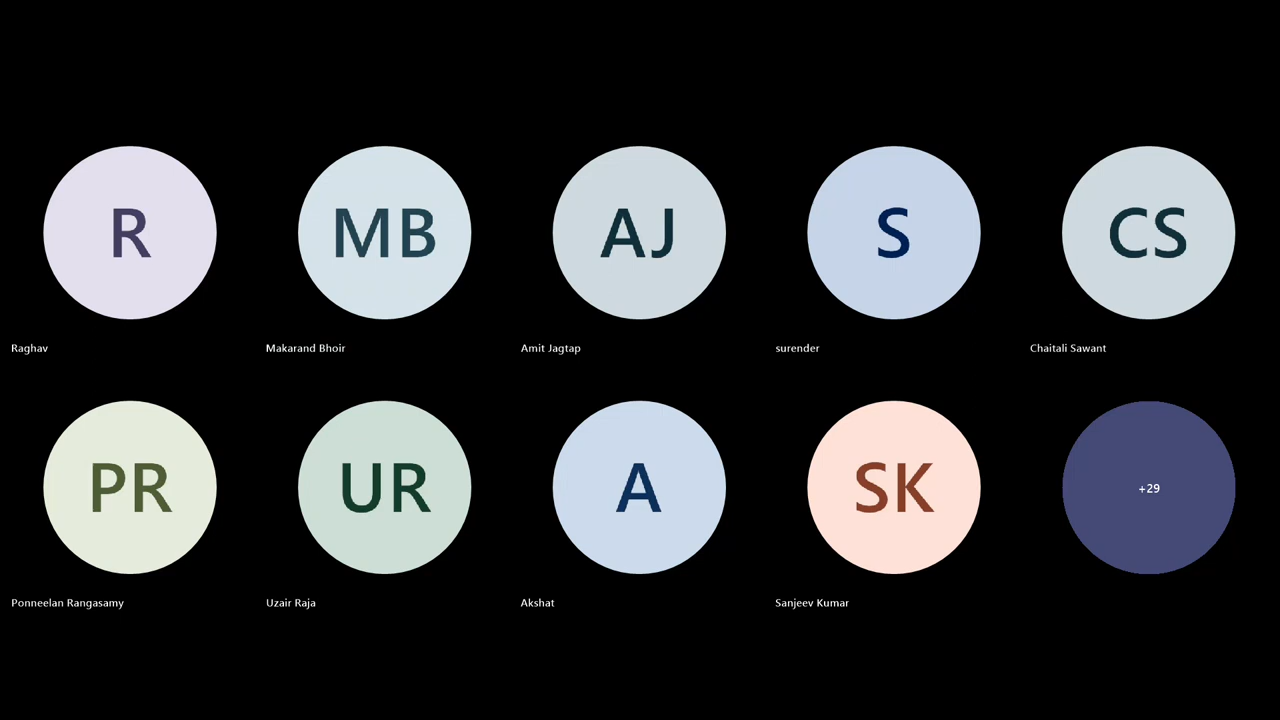 R
MB
AJ
S
CS
Raghav
Makarand Bhoir
Amit Jagtap
surender
Chaitali Sawant
PR
UR
A
SK
+29
Ponneelan Rangasamy
Uzair Raja
Akshat
Sanjeev Kumar